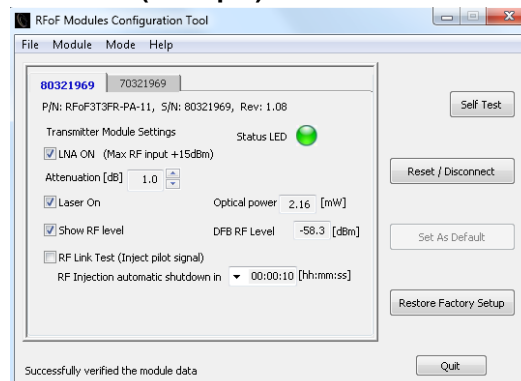 RFoF Modules Configuration Tool
File Module Mode Help
80321969 70321969
P/N: RFoF3T3FR-PA-11, S/N: 80321969, Rev: 1.08
Self Test
Transmitter Module Settings
Status LED
LNA ON (Max RF input +15dBm)
Attenuation [dB] 1.0
Reset / Disconnect
Laser On
Optical power 2.16 [mW]
Show RF level
DFB RF Level -58.3 [dBm]
Set As Default
RF Link Test (Inject pilot signal)
RF Injection automatic shutdown in 00:00:10 [hh:mm:ss]
Restore Factory Setup
Successfully verified the module data
Quit